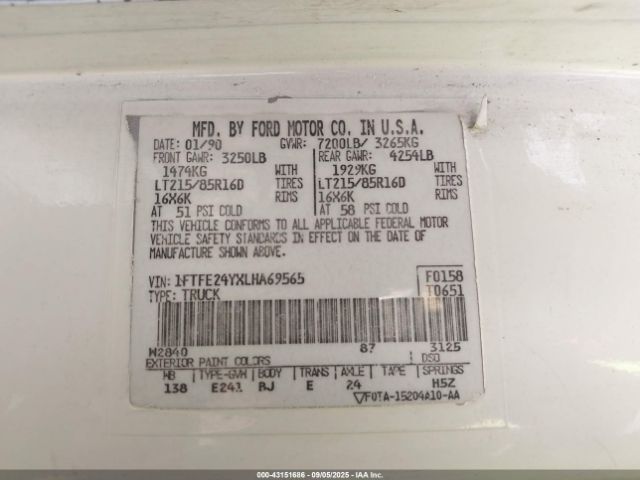 MFD. BY FORD MOTOR CO. IN U.S.A.
DATE: 01/90 GVWR: 7200LB/ 3265KG
FRONT GAWR: 3250LB REAR GAWR: 4254LB
1474KG WITH 1929KG WITH
LT215/85R16D TIRES LT215/85R16D TIRES
16X6K RIMS 16X6K RIMS
AT 51 PSI COLD AT 58 PSI COLD
THIS VEHICLE CONFORMS TO ALL APPLICABLE FEDERAL MOTOR
VEHICLE SAFETY STANDARDS IN EFFECT ON THE DATE OF
MANUFACTURE SHOWN ABOVE.
VIN: 1FTFE24YXLHA69565 F0158
TYPE: TRUCK T0651
W2840 87 3125
EXTERIOR PAINT COLORS DSO
WB TYPE-GVW BODY TRANS AXLE TAPE SPRINGS
138 E241 BJ E 24 H5Z
F0TA-15204A10-AA
000-43151686 - 09/05/2025 - IAA Inc.